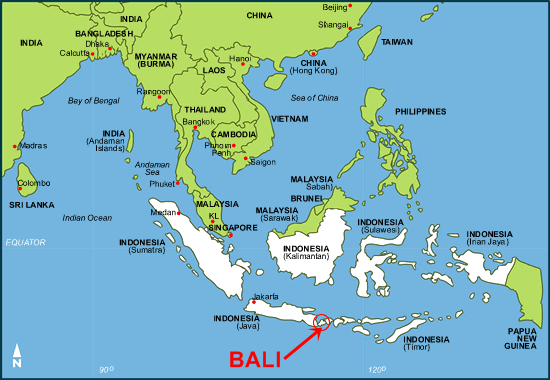 Beijing
CHINA
INDIA
Shangai
BANGLADESH
TAIWAN
INDIA
Dhaka
CHINA
(Hong Kong)
Calcutta
MYANMAR
(BURMA)
Hanoi
LAOS
Bay of Bengal
Rangoon
Sea of China
THAILAND
PHILIPPINES
Bangkok
VIETNAM
INDIA
(Andaman
Islands)
CAMBODIA
Madras
Phnom
Penh
Andaman
Sea
Saigon
Colombo
Phuket
MALAYSIA
Sabah)
SRI LANKA
BRUNEI
MALAYSIA
KL
MALAYSIA
(Sarawak)
Indian Ocean
Medan
SINGAPORE
INDONESIA
(Sulawes)
INDONESIA
(Irian Jaya)
EQUATOR
INDONESIA
(Sumatra)
INDONESIA
(Kalimantan)
Jakarta
INDONESIA
(Java)
PAPUA
NEW
GUINEA
INDONESIA
(Timor)
BALI
N
90°
120°